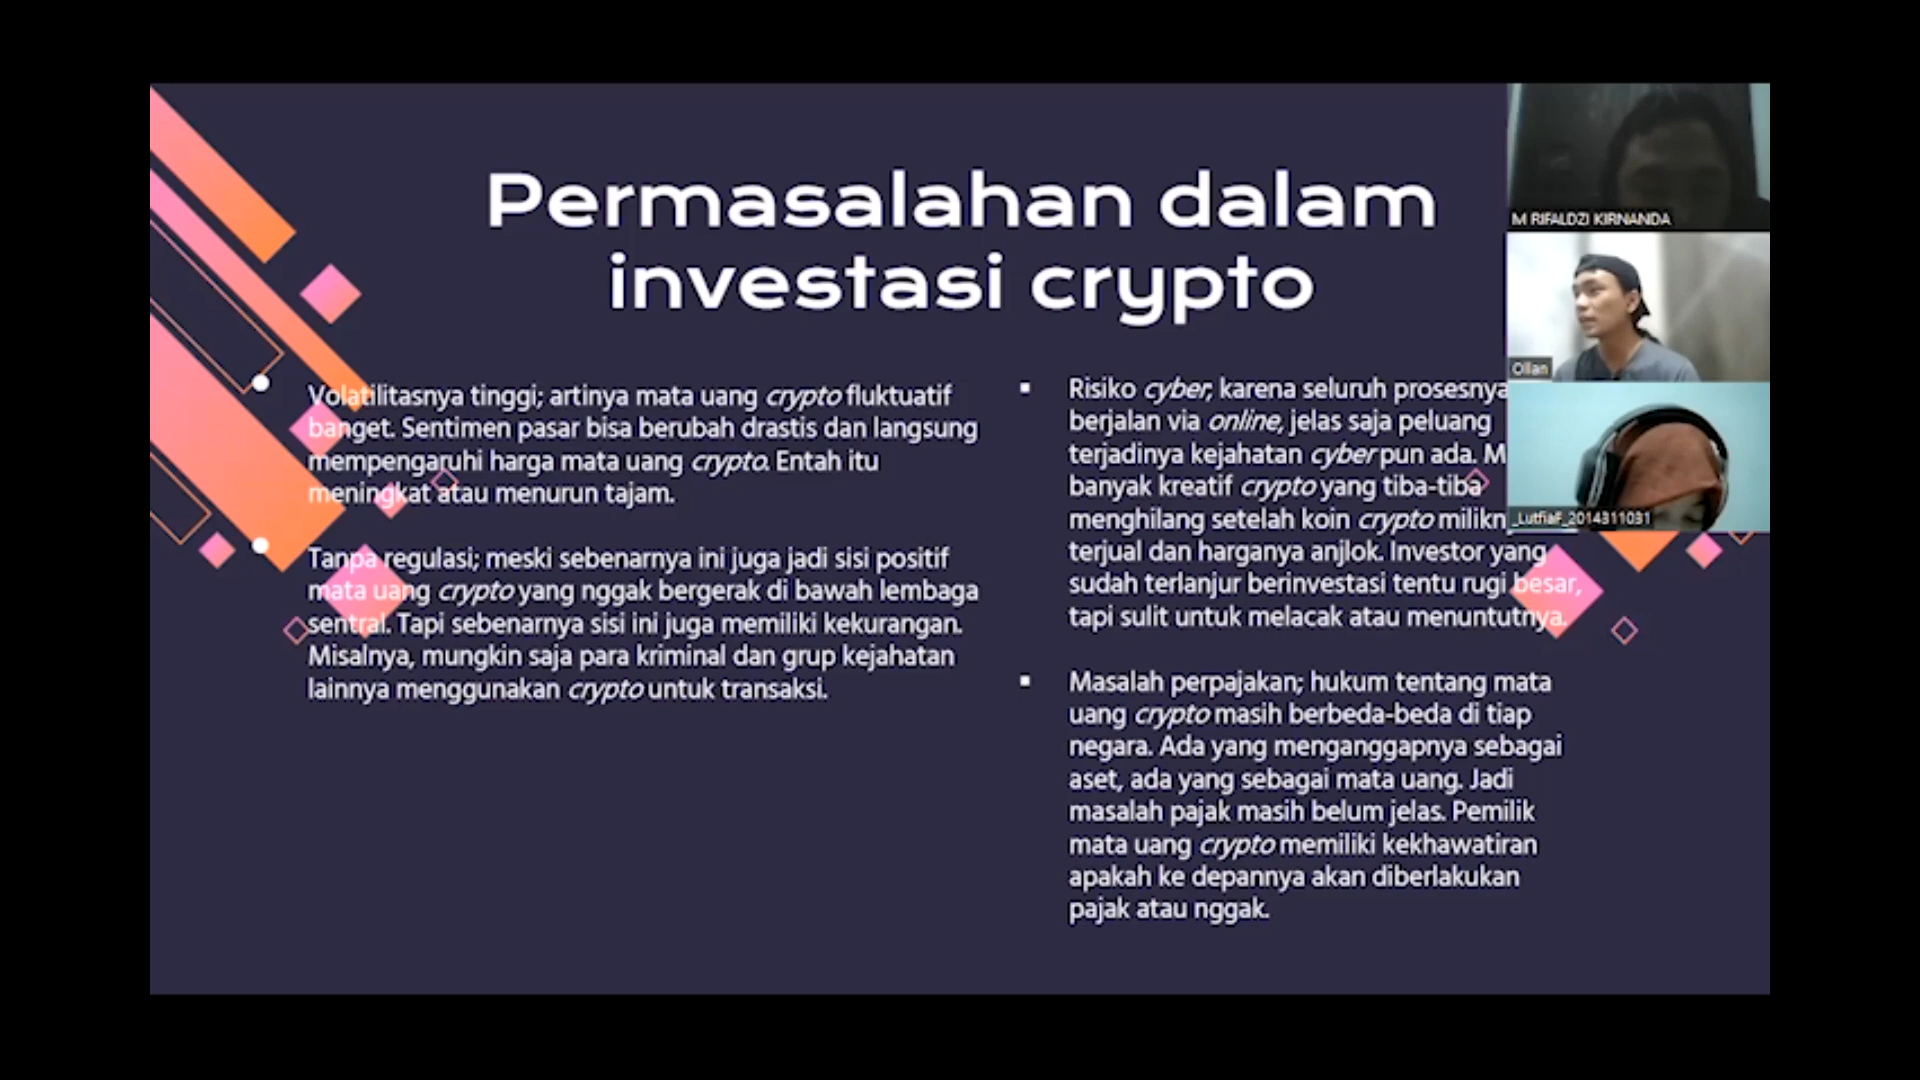 Permasalahan dalam
investasi crypto
Volatilitasnya tinggi; artinya mata uang crypto fluktuatif
banget. Sentimen pasar bisa berubah drastis dan langsung
mempengaruhi harga mata uang crypto. Entah itu
meningkat atau menurun tajam.
Tanpa regulasi; meski sebenarnya ini juga jadi sisi positif
mata uang crypto yang nggak bergerak di bawah lembaga
sentral. Tapi sebenarnya sisi ini juga memiliki kekurangan.
Misalnya, mungkin saja para kriminal dan grup kejahatan
lainnya menggunakan crypto untuk transaksi.
▪ Risiko cyber, karena seluruh prosesnya
berjalan via online, jelas saja peluang
terjadinya kejahatan cyber pun ada.
banyak kreatif crypto yang tiba-tiba
menghilang setelah koin crypto
terjual dan harganya anjlok. Investor yang
sudah terlanjur berinvestasi tentu rugi besar,
tapi sulit untuk melacak atau menuntutnya.
▪ Masalah perpajakan; hukum tentang mata
uang crypto masih berbeda-beda di tiap
negara. Ada yang menganggapnya sebagai
aset, ada yang sebagai mata uang. Jadi
masalah pajak masih belum jelas. Pemilik
mata uang crypto memiliki kekhawatiran
apakah ke depannya akan diberlakukan
pajak atau nggak.
M RIFALDZI KIRNANDA
Ollan
_LutfiaF_2014311031